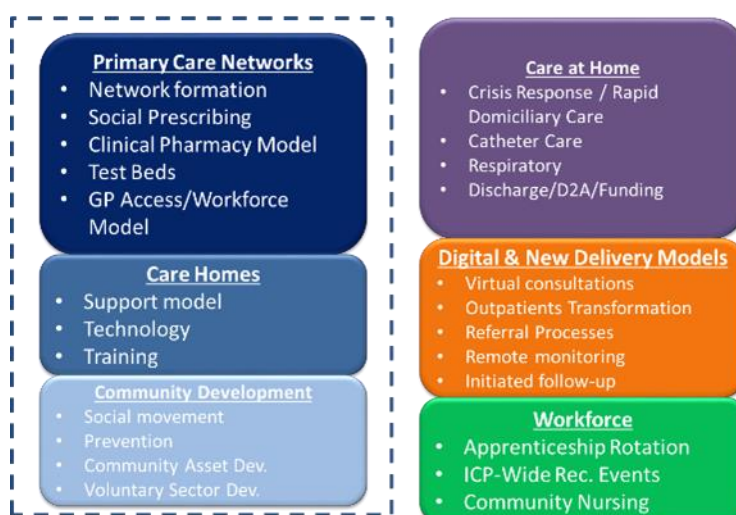 Primary Care Networks
• Network formation
• Social Prescribing
• Clinical Pharmacy Model
• Test Beds
• GP Access/Workforce
Model
Care Homes
• Support model
• Technology
• Training
Community Development
• Social movement
• Prevention
• Community Asset Dev.
• Voluntary Sector Dev.
Care at Home
• Crisis Response / Rapid
Domiciliary Care
• Catheter Care
• Respiratory
• Discharge/D2A/Funding
Digital & New Delivery Models
• Virtual consultations
• Outpatients Transformation
• Referral Processes
• Remote monitoring
• Initiated follow-up
Workforce
• Apprenticeship Rotation
• ICP-Wide Rec. Events
• Community Nursing